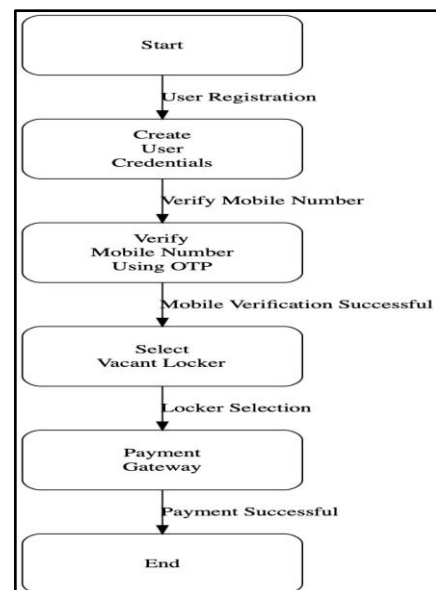 Start
User Registration
Create
User
Credentials
Verify Mobile Number
Verify
Mobile Number
Using OTP
Mobile Verification Successful
Select
Vacant Locker
Locker Selection
Payment
Gateway
Payment Successful
End